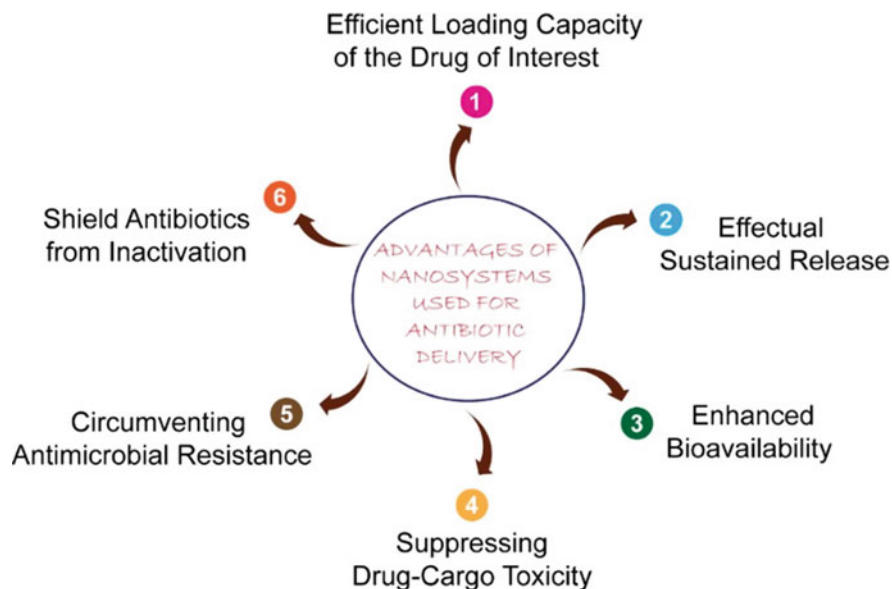 Efficient Loading Capacity
of the Drug of Interest
1
2
Effectual
Sustained Release
3
Enhanced
Bioavailability
4
Suppressing
Drug-Cargo Toxicity
5
Circumventing
Antimicrobial Resistance
6
Shield Antibiotics
from Inactivation
ADVANTAGES OF
NANOSYSTEMS
USED FOR
ANTIBIOTIC
DELIVERY